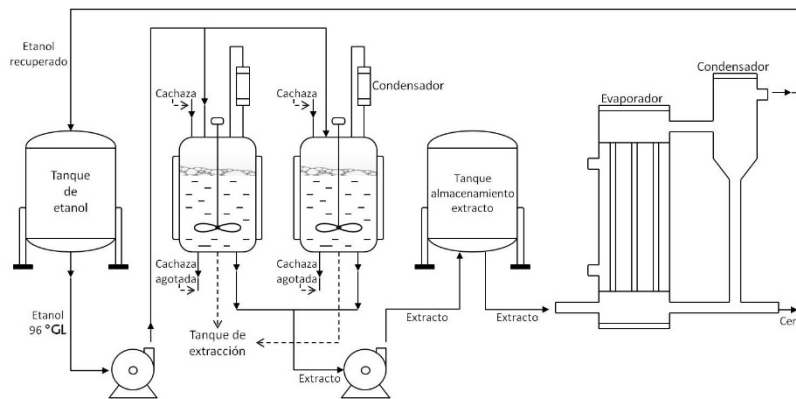 Etanol
recuperado
Cachaza
Cachaza
Condensador
Condensador
Evaporador
Tanque
de
etanol
Tanque
almacenamiento
extracto
Cachaza
agotada
Cachaza
agotada
Etanol
96 °GL
Tanque de
extracción
Extracto
Extracto
Extracto
Cer